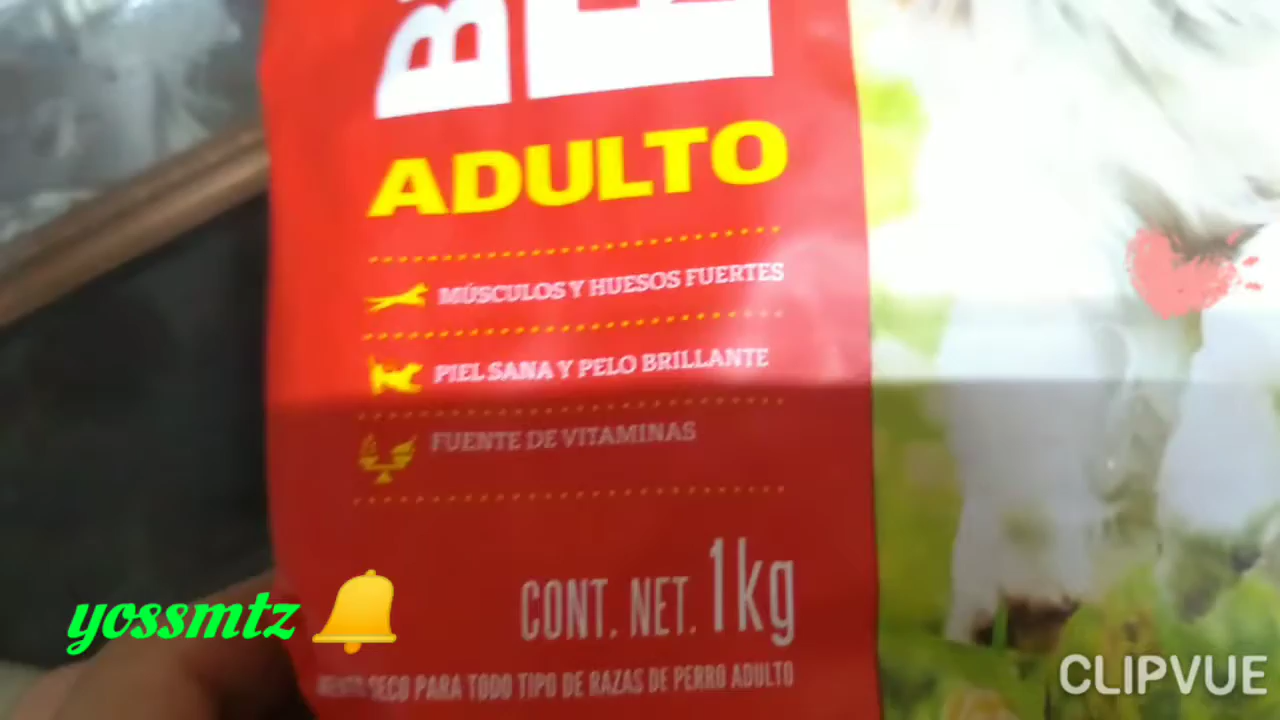 ADULTO
MÚSCULOS Y HUESOS FUERTES
PIEL SANA Y PELO BRILLANTE
FUENTE DE VITAMINAS
CONT. NET. 1kg
SECO PARA TODO TIPO DE RAZAS DE PERRO ADULTO
yossmtz
CLIPVUE